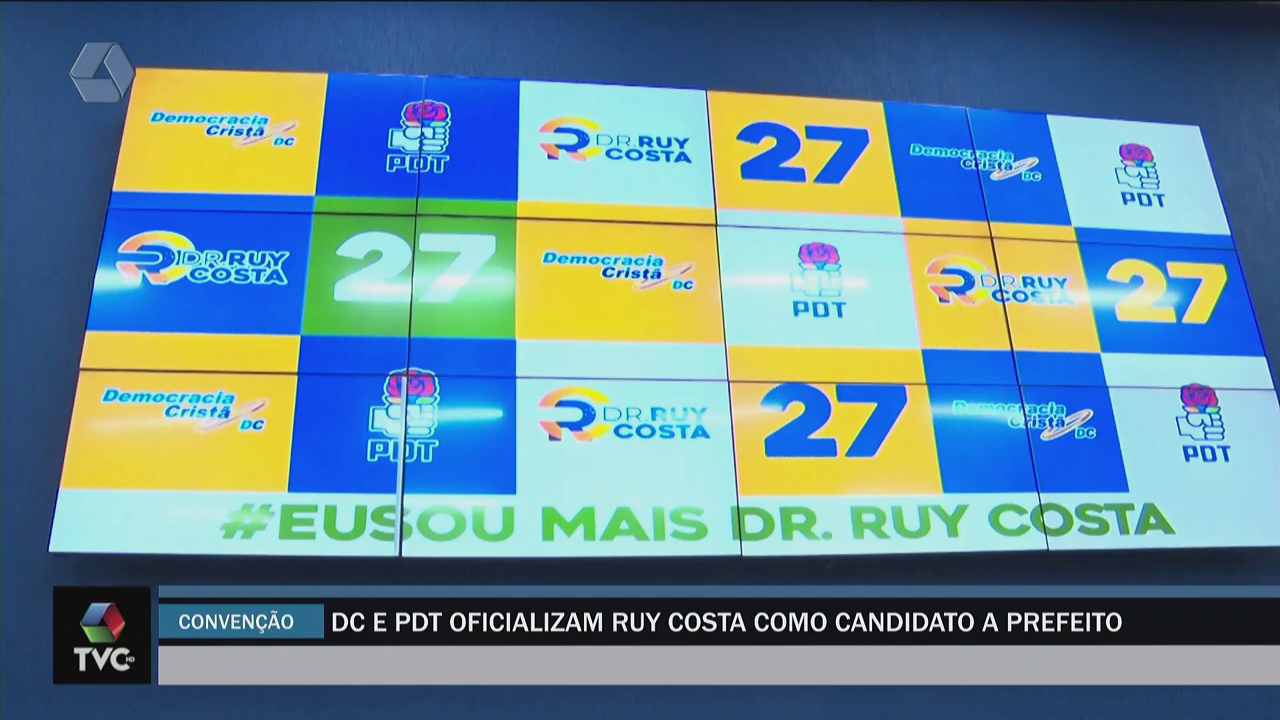 Democracia
Cristã
DC
PDT
DR. RUY
COSTA
27
Democracia
Cristã
DC
PDT
DR. RUY
COSTA
27
Democracia
Cristã
DC
PDT
DR. RUY
COSTA
27
Democracia
Cristã
DC
PDT
DR. RUY
COSTA
27
Democracia
Cristã
DC
PDT
#EUSOU MAIS DR. RUY COSTA
CONVENÇÃO
DC E PDT OFICIALIZAM RUY COSTA COMO CANDIDATO A PREFEITO
TVC HD